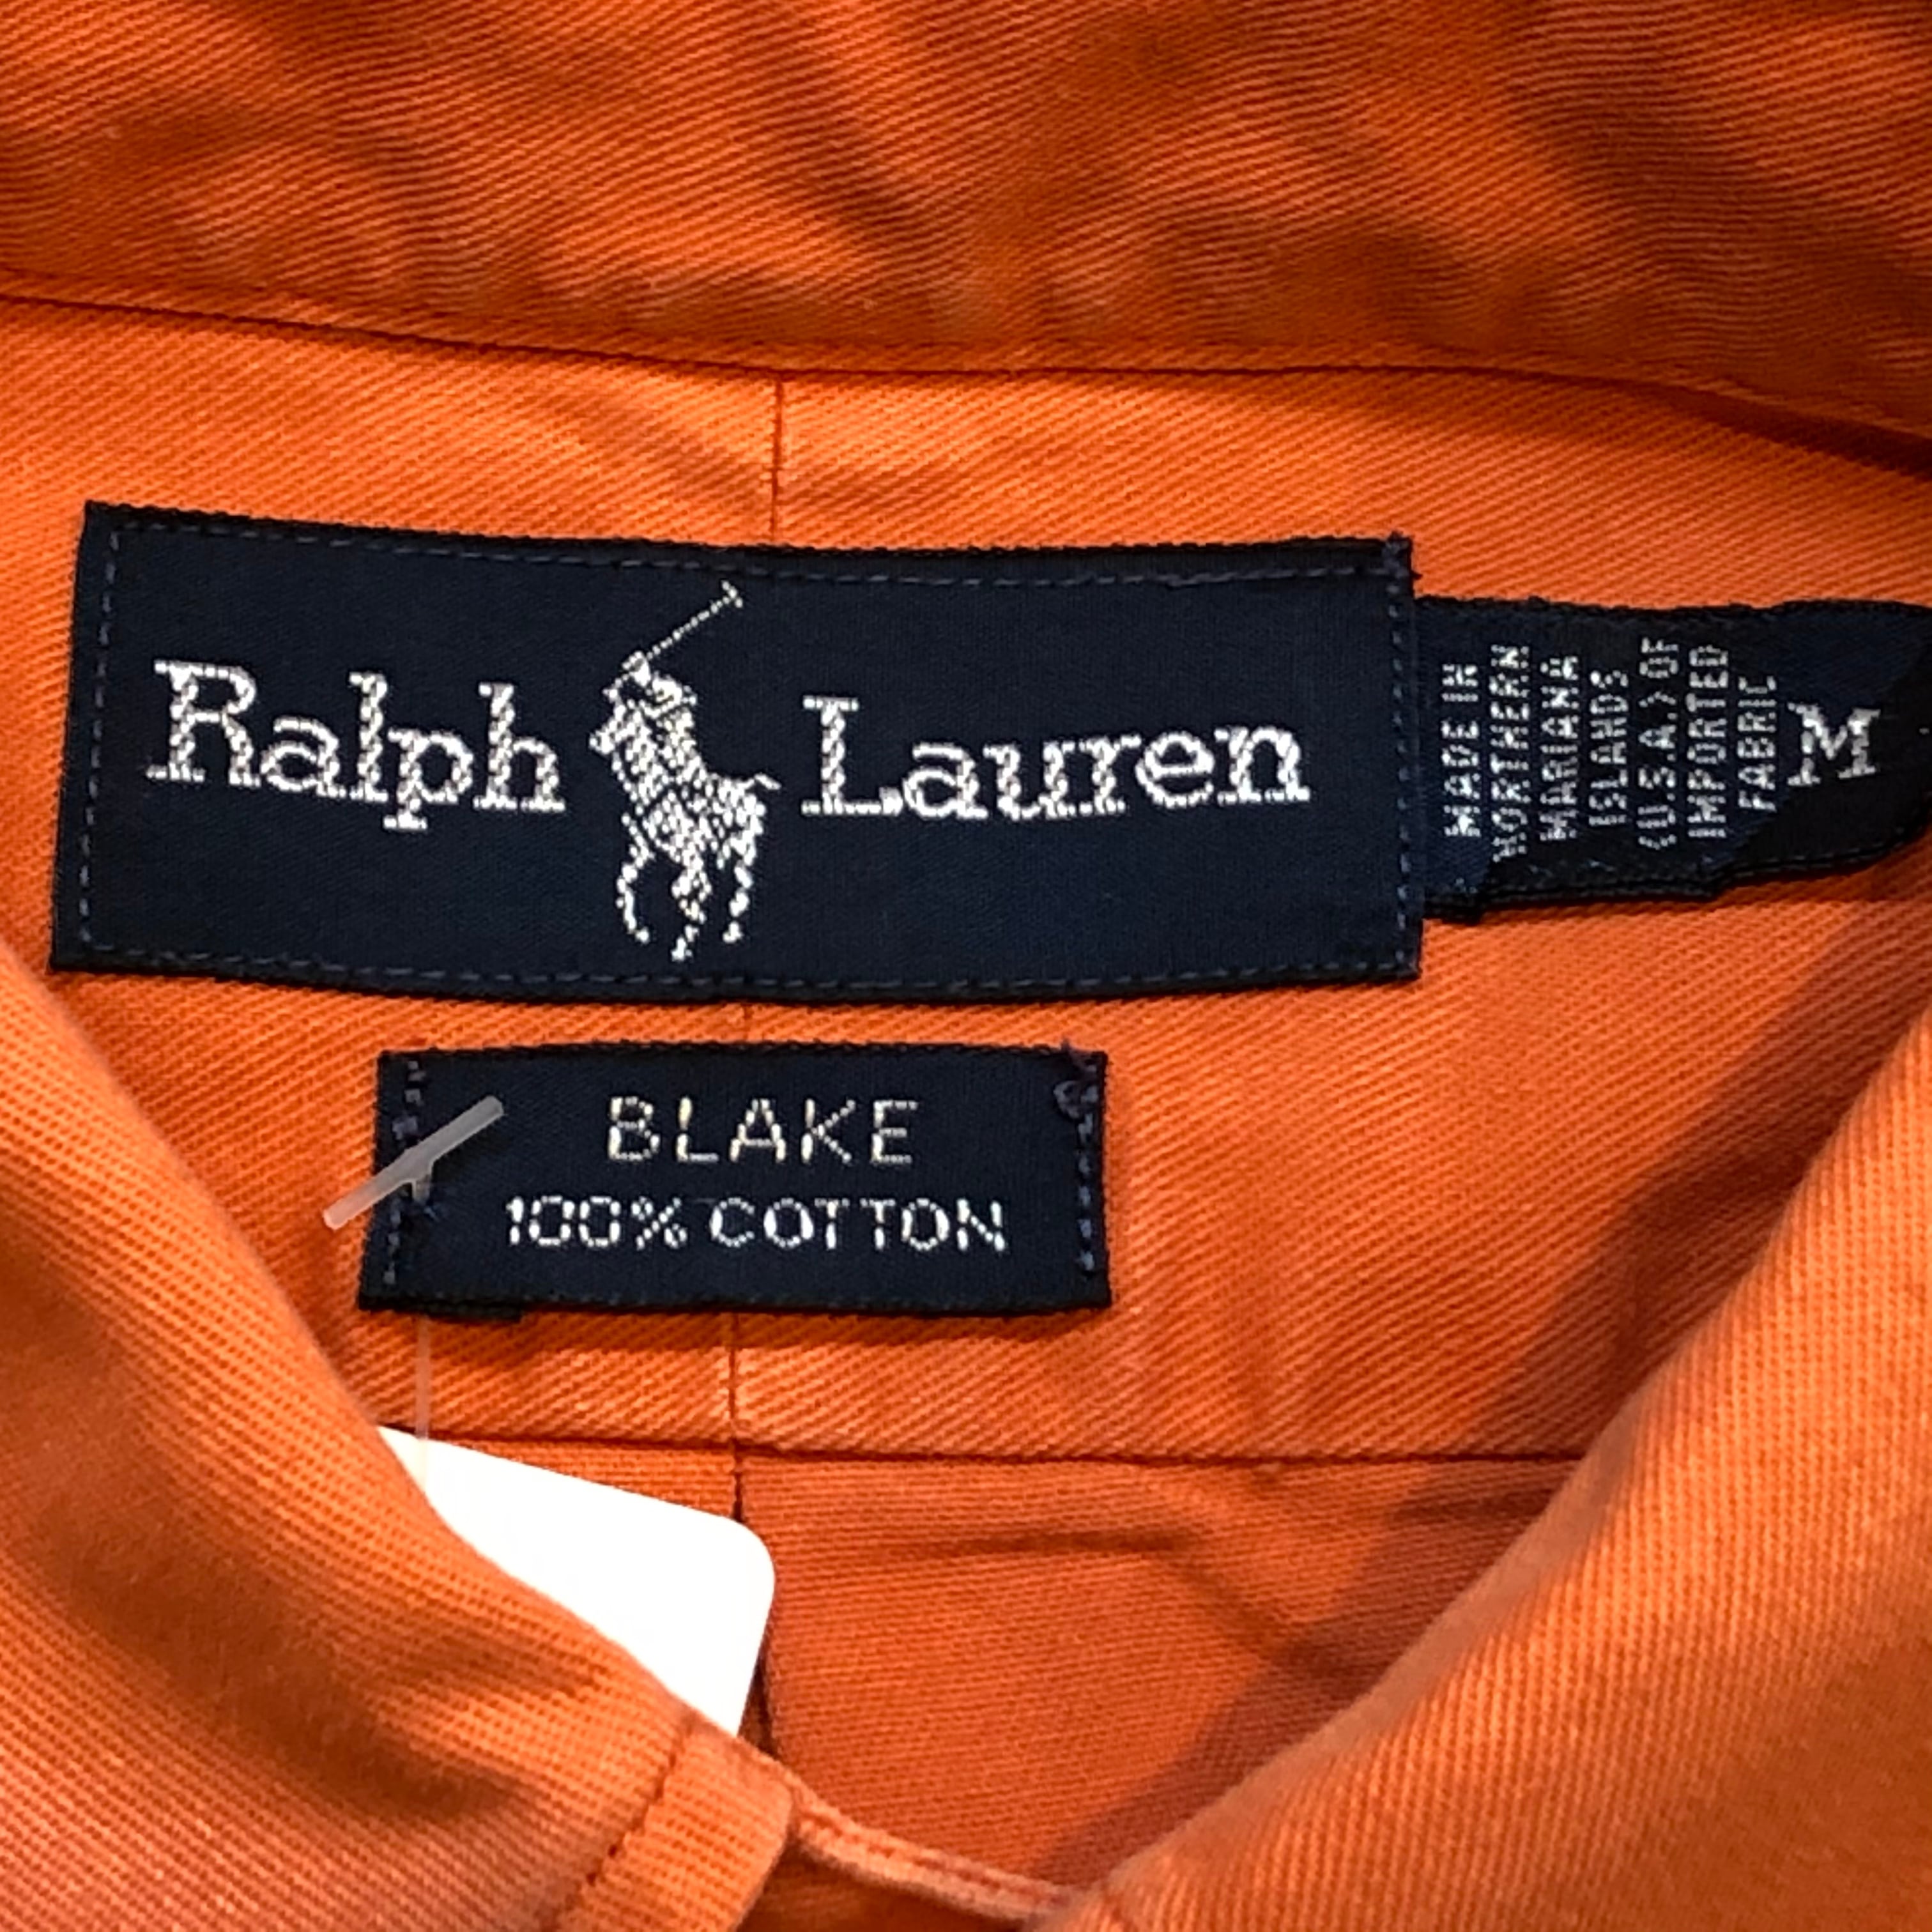 Ralph Lauren
MADE IN
NORTHERN
MARIANA
ISLANDS
(U.S.A.) OF
IMPORTED
FABRIC
M
BLAKE
100% COTTON